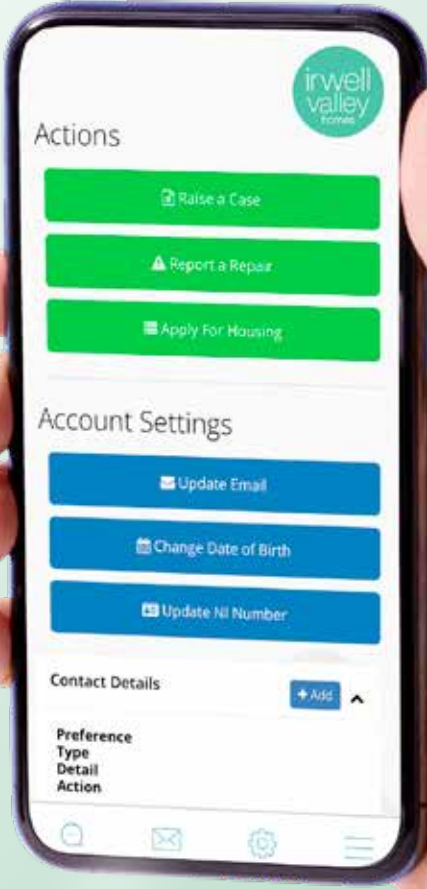 irwell
valley
homes
Actions
Raise a Case
Report a Repair
Apply For Housing
Account Settings
Update Email
Change Date of Birth
Update NI Number
Contact Details
+ Add
Preference
Type
Detail
Action